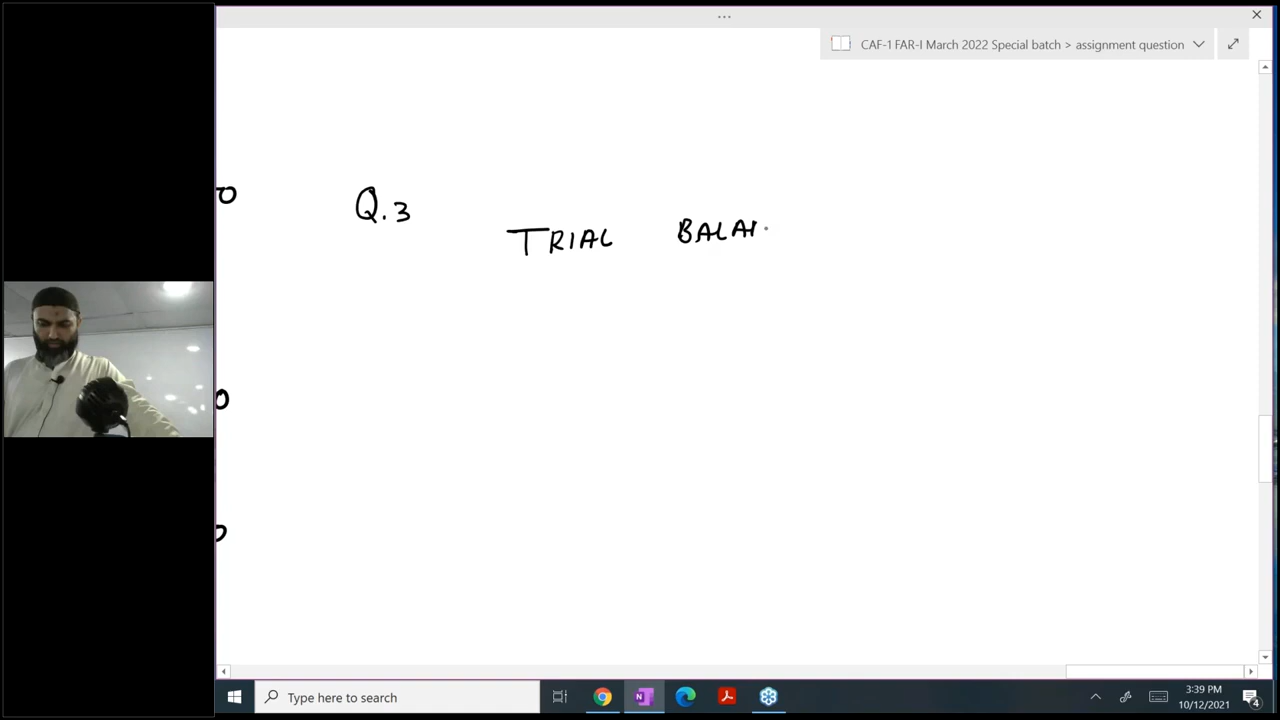 ...
CAF-1 FAR-I March 2022 Special batch > assignment question
Q.3
TRIAL BALAN
Type here to search
3:39 PM
10/12/2021
4